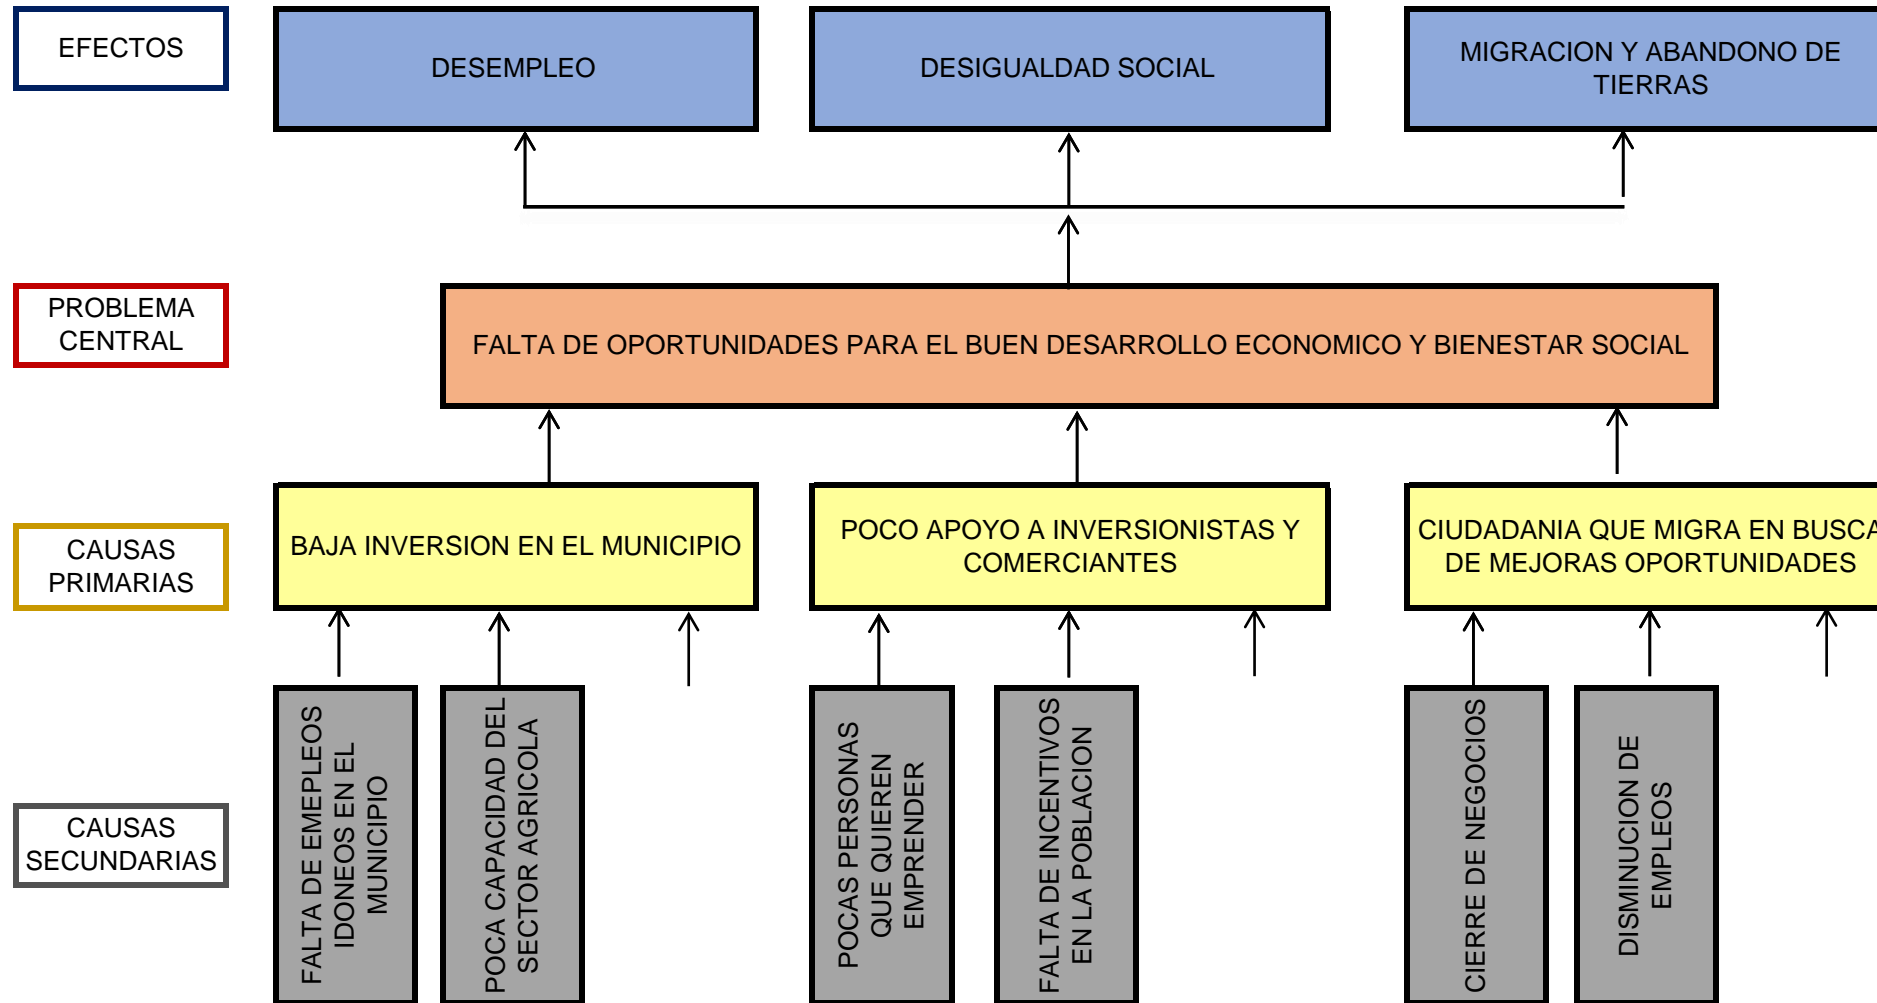 EFECTOS
DESEMPLEO
DESIGUALDAD SOCIAL
MIGRACION Y ABANDONO DE
TIERRAS
PROBLEMA
CENTRAL
FALTA DE OPORTUNIDADES PARA EL BUEN DESARROLLO ECONOMICO Y BIENESTAR SOCIAL
CAUSAS
PRIMARIAS
BAJA INVERSION EN EL MUNICIPIO
POCO APOYO A INVERSIONISTAS Y
COMERCIANTES
CIUDADANIA QUE MIGRA EN BUSCA
DE MEJORAS OPORTUNIDADES
CAUSAS
SECUNDARIAS
FALTA DE EMEPLEOS
IDONEOS EN EL
MUNICIPIO
POCA CAPACIDAD DEL
SECTOR AGRICOLA
POCAS PERSONAS
QUE QUIEREN
EMPRENDER
FALTA DE INCENTIVOS
EN LA POBLACION
CIERRE DE NEGOCIOS
DISMINUCION DE
EMPLEOS